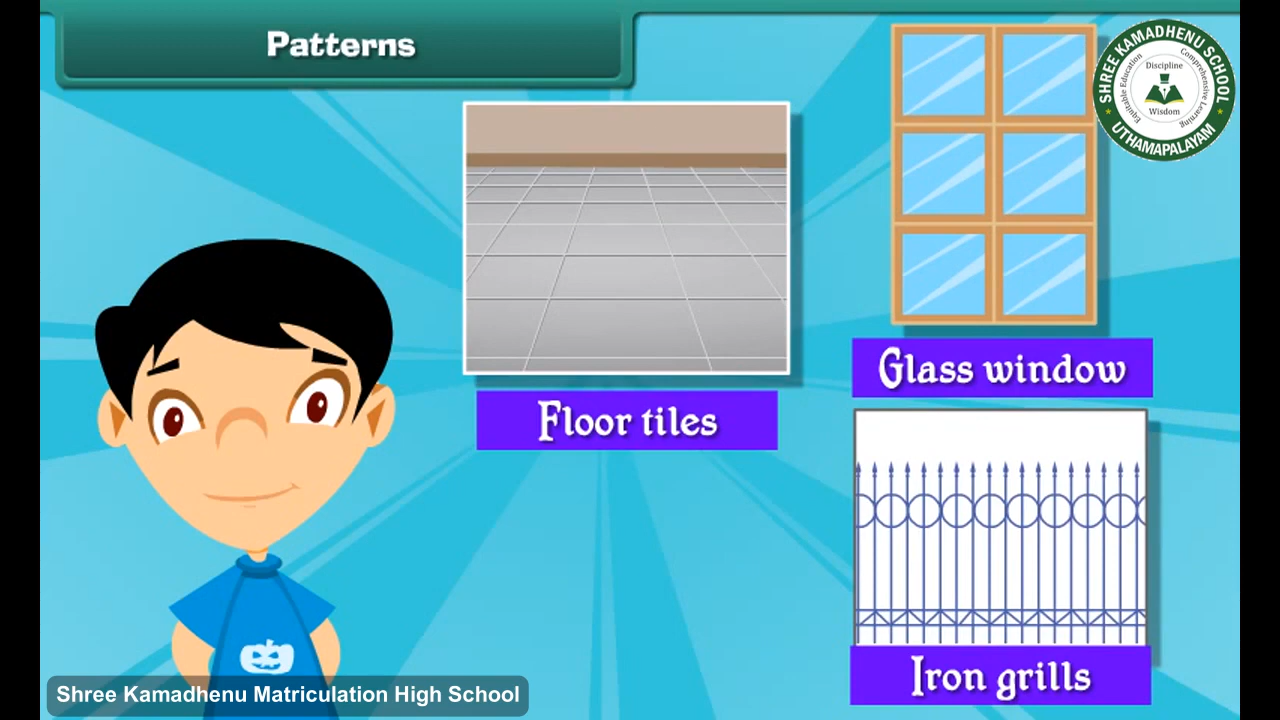 Patterns
SHREE KAMADHENU SCHOOL
Equitable Education
Discipline
Comprehensive Learning
Wisdom
UTHAMAPALAYAM
Glass window
Floor tiles
Iron grills
Shree Kamadhenu Matriculation High School